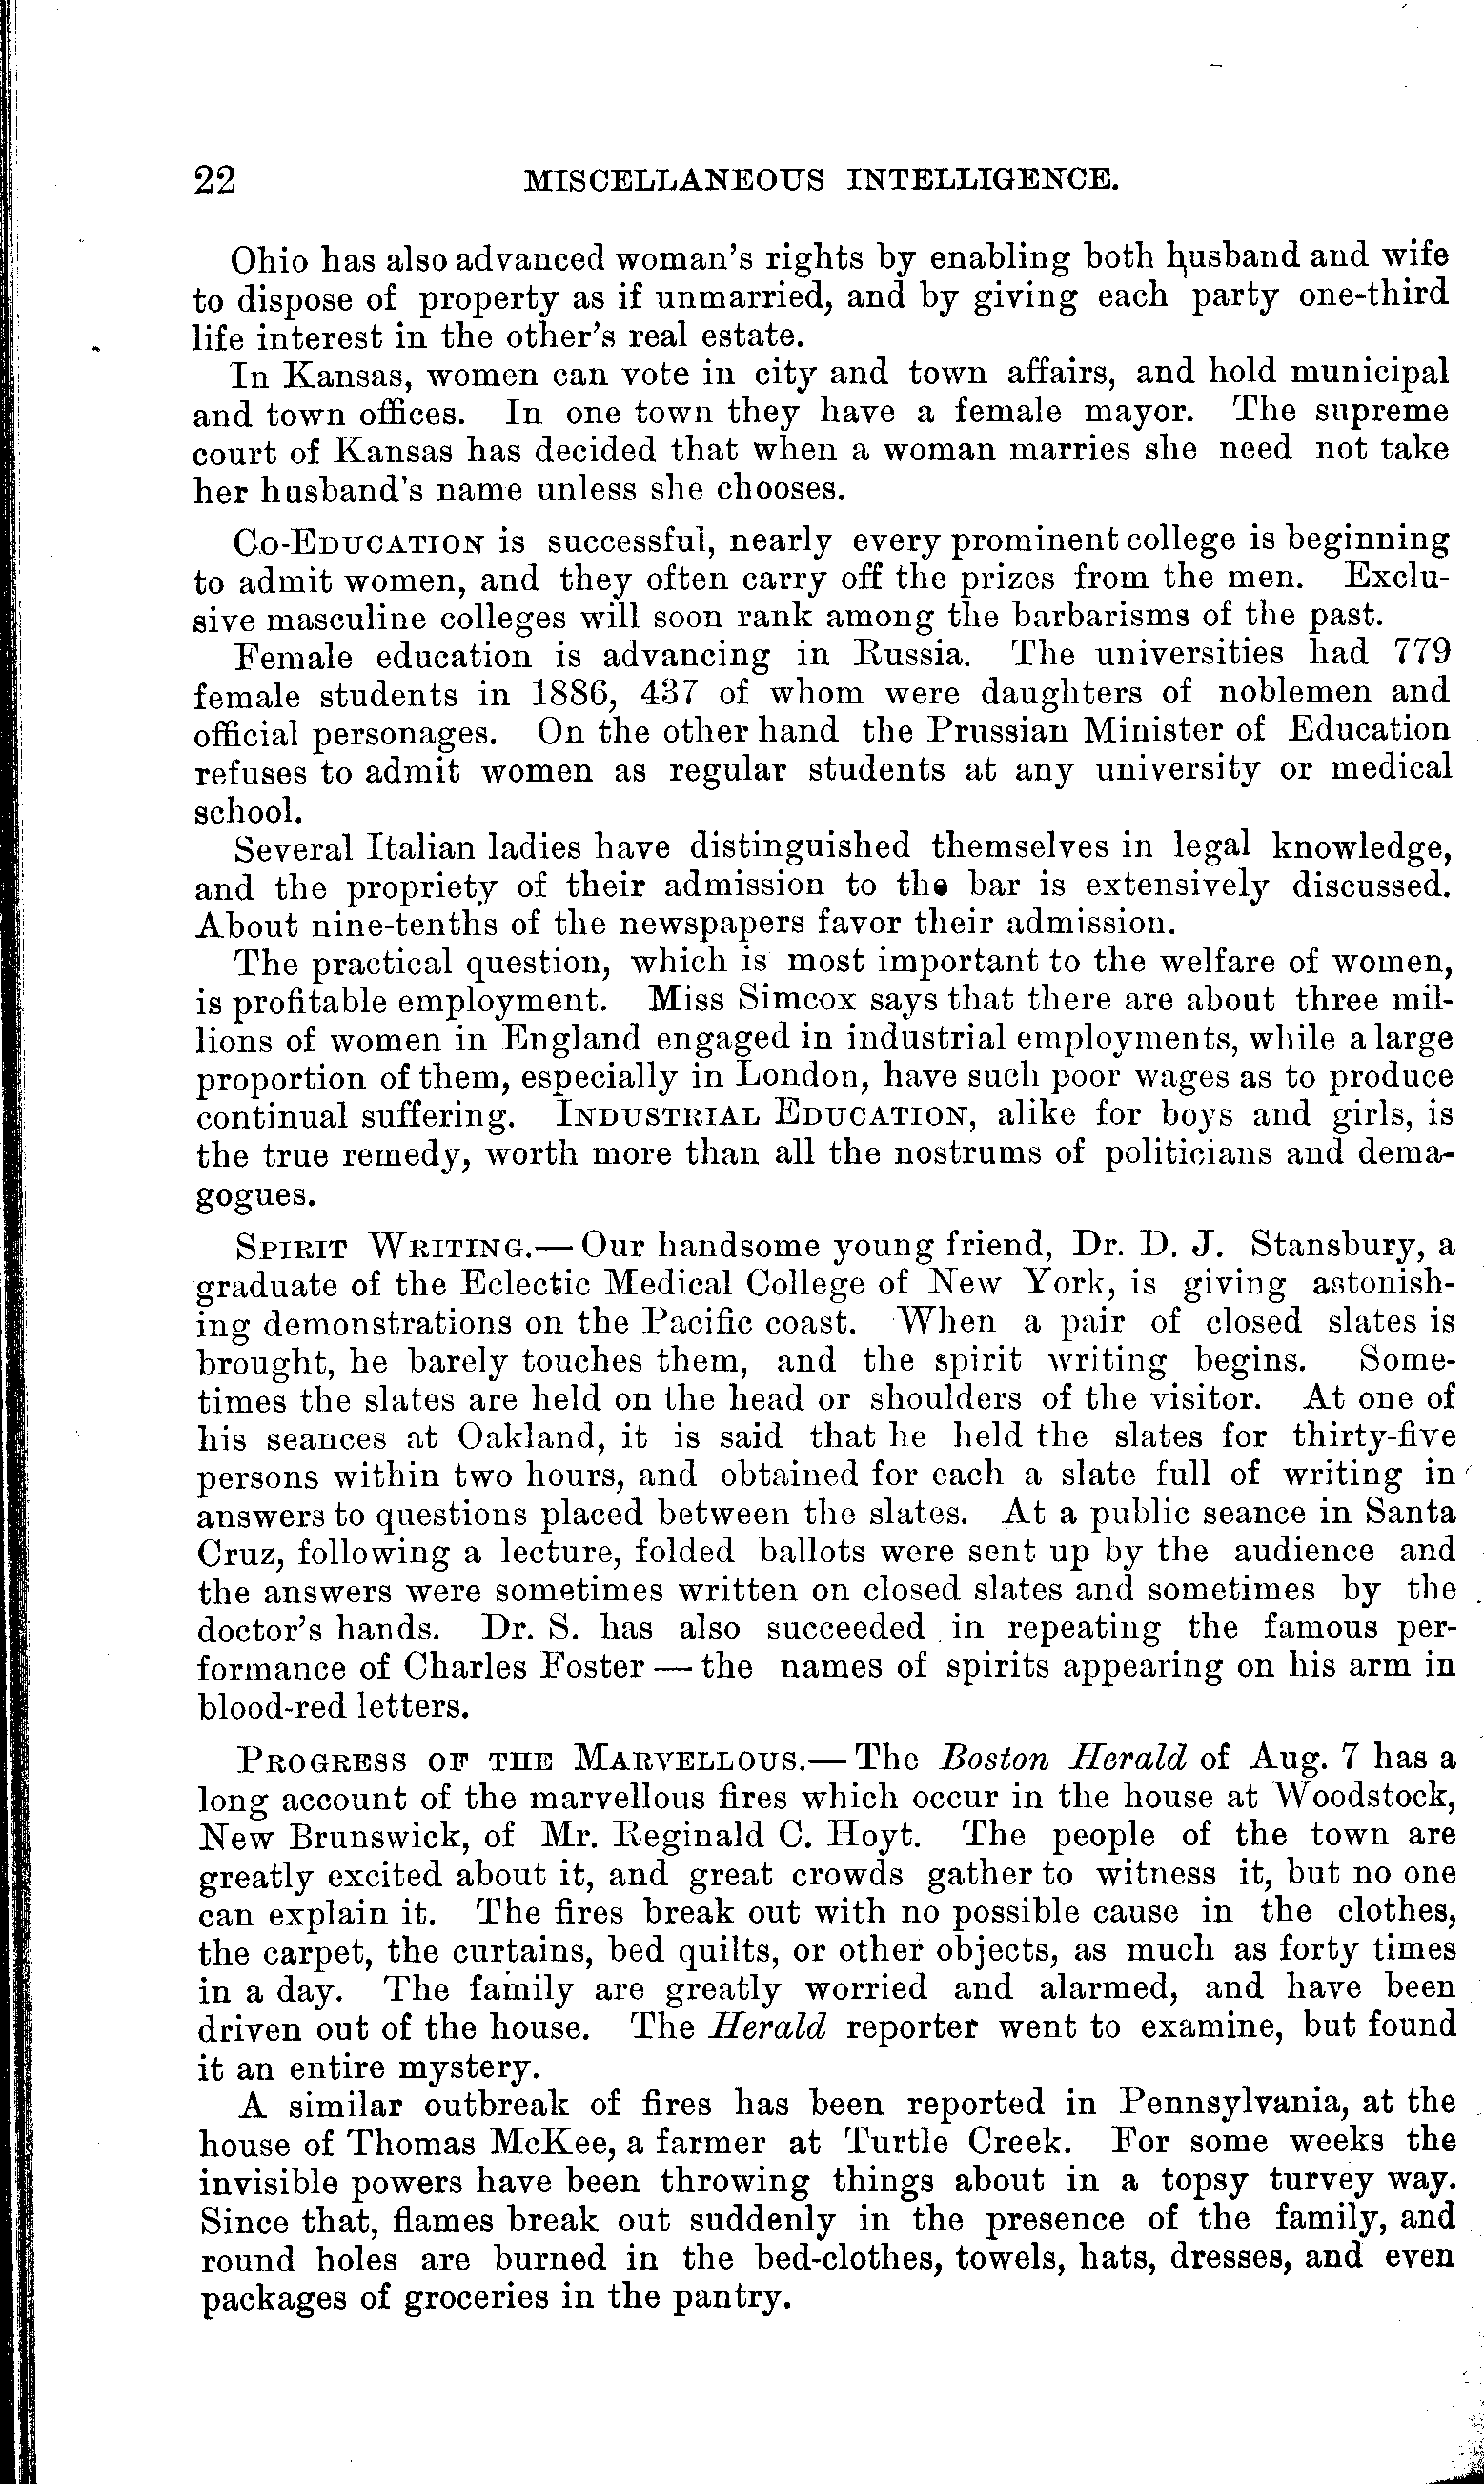 22 MISCELLANEOUS INTELLIGENCE.
Ohio has also advanced woman's rights by enabling both husband and wife
to dispose of property as if unmarried, and by giving each party one-third
life interest in the other's real estate.
In Kansas, women can vote in city and town affairs, and hold municipal
and town offices. In one town they have a female mayor. The supreme
court of Kansas has decided that when a woman marries she need not take
her husband's name unless she chooses.
CO-EDUCATION is successful, nearly every prominent college is beginning
to admit women, and they often carry off the prizes from the men. Exclu-
sive masculine colleges will soon rank among the barbarisms of the past.
Female education is advancing in Russia. The universities had 779
female students in 1886, 437 of whom were daughters of noblemen and
official personages. On the other hand the Prussian Minister of Education
refuses to admit women as regular students at any university or medical
school.
Several Italian ladies have distinguished themselves in legal knowledge,
and the propriety of their admission to the bar is extensively discussed.
About nine-tenths of the newspapers favor their admission.
The practical question, which is most important to the welfare of women,
is profitable employment. Miss Simcox says that there are about three mil-
lions of women in England engaged in industrial employments, while a large
proportion of them, especially in London, have such poor wages as to produce
continual suffering. INDUSTRIAL EDUCATION, alike for boys and girls, is
the true remedy, worth more than all the nostrums of politicians and dema-
gogues.
SPIRIT WRITING.— Our handsome young friend, Dr. D. J. Stansbury, a
graduate of the Eclectic Medical College of New York, is giving astonish-
ing demonstrations on the Pacific coast. When a pair of closed slates is
brought, he barely touches them, and the spirit writing begins. Some-
times the slates are held on the head or shoulders of the visitor. At one of
his seances at Oakland, it is said that he held the slates for thirty-five
persons within two hours, and obtained for each a slate full of writing in
answers to questions placed between the slates. At a public seance in Santa
Cruz, following a lecture, folded ballots were sent up by the audience and
the answers were sometimes written on closed slates and sometimes by the
doctor's hands. Dr. S. has also succeeded in repeating the famous per-
formance of Charles Foster — the names of spirits appearing on his arm in
blood-red letters.
PROGRESS OF THE MARVELLOUS.— The Boston Herald of Aug. 7 has a
long account of the marvellous fires which occur in the house at Woodstock,
New Brunswick, of Mr. Reginald C. Hoyt. The people of the town are
greatly excited about it, and great crowds gather to witness it, but no one
can explain it. The fires break out with no possible cause in the clothes,
the carpet, the curtains, bed quilts, or other objects, as much as forty times
in a day. The family are greatly worried and alarmed, and have been
driven out of the house. The Herald reporter went to examine, but found
it an entire mystery.
A similar outbreak of fires has been reported in Pennsylvania, at the
house of Thomas McKee, a farmer at Turtle Creek. For some weeks the
invisible powers have been throwing things about in a topsy turvey way.
Since that, flames break out suddenly in the presence of the family, and
round holes are burned in the bed-clothes, towels, hats, dresses, and even
packages of groceries in the pantry.